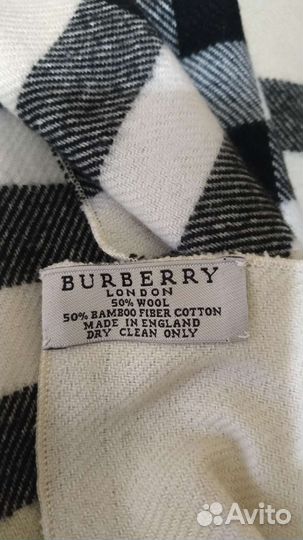 BURBERRY
LONDON
50% WOOL
50% BAMBOO FIBER COTTON
MADE IN ENGLAND
DRY CLEAN ONLY
Avito